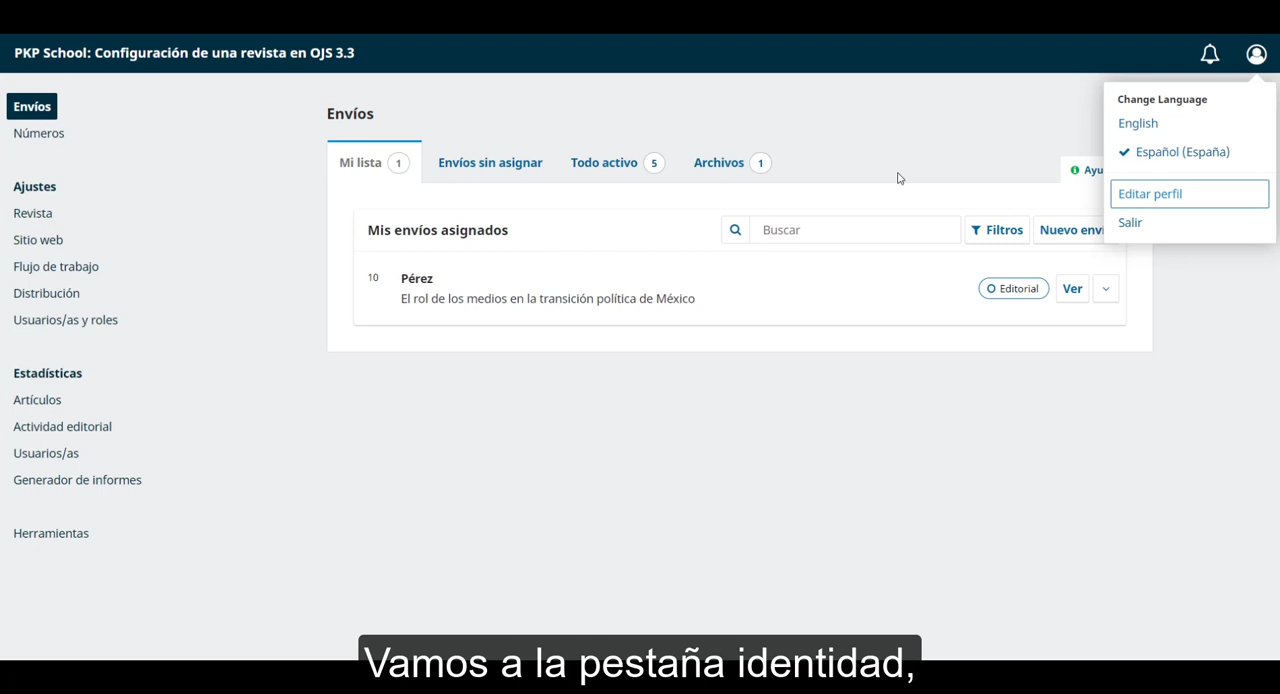 PKP School: Configuración de una revista en OJS 3.3
Change Language
English
Español (España)
Editar perfil
Salir
Envíos
Números
Ajustes
Revista
Sitio web
Flujo de trabajo
Distribución
Usuarios/as y roles
Estadísticas
Artículos
Actividad editorial
Usuarios/as
Generador de informes
Herramientas
Envíos
Mi lista 1 Envíos sin asignar Todo activo 5 Archivos 1
Ayu
Mis envíos asignados Buscar Filtros Nuevo enví
10 Pérez
El rol de los medios en la transición política de México
Editorial Ver
Vamos a la pestaña identidad,